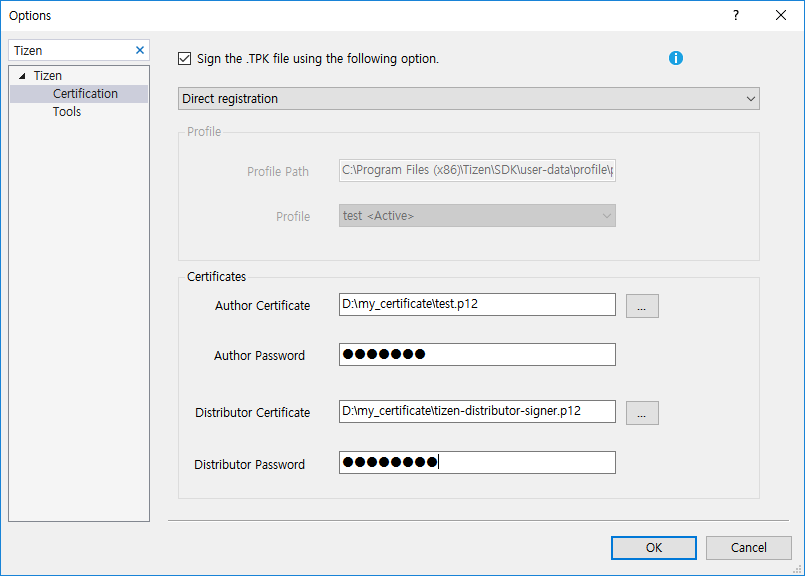 Options
?
Tizen
Tizen
Certification
Tools
Sign the .TPK file using the following option.
i
Direct registration
Profile
Profile Path
C:\Program Files (x86)\Tizen\SDK\user-data\profile\p
Profile
test <Active>
Certificates
Author Certificate
D:\my_certificate\test.p12
...
Author Password
●●●●●●●
Distributor Certificate
D:\my_certificate\tizen-distributor-signer.p12
...
Distributor Password
●●●●●●●●
OK
Cancel